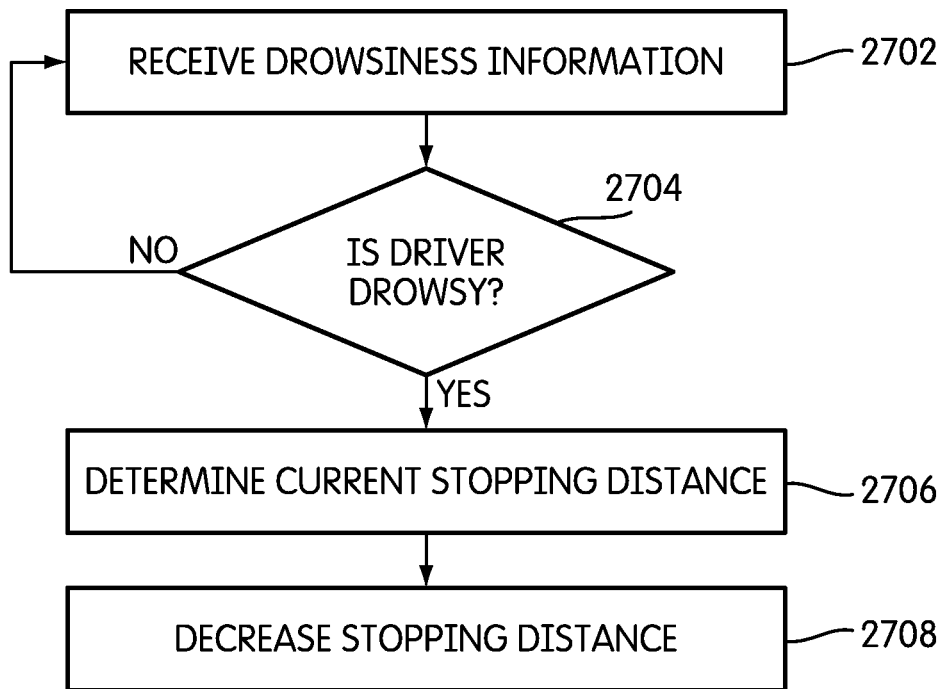 RECEIVE DROWSINESS INFORMATION
2702
2704
IS DRIVER
DROWSY?
NO
YES
DETERMINE CURRENT STOPPING DISTANCE
2706
DECREASE STOPPING DISTANCE
2708